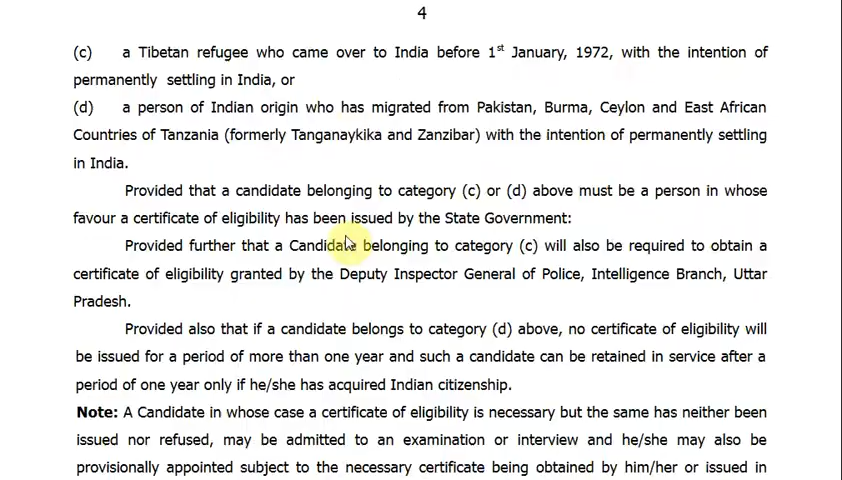 4
(c) a Tibetan refugee who came over to India before 1st January, 1972, with the intention of
permanently settling in India, or
(d) a person of Indian origin who has migrated from Pakistan, Burma, Ceylon and East African
Countries of Tanzania (formerly Tanganaykika and Zanzibar) with the intention of permanently settling
in India.
Provided that a candidate belonging to category (c) or (d) above must be a person in whose
favour a certificate of eligibility has been issued by the State Government:
Provided further that a Candidate belonging to category (c) will also be required to obtain a
certificate of eligibility granted by the Deputy Inspector General of Police, Intelligence Branch, Uttar
Pradesh.
Provided also that if a candidate belongs to category (d) above, no certificate of eligibility will
be issued for a period of more than one year and such a candidate can be retained in service after a
period of one year only if he/she has acquired Indian citizenship.
Note: A Candidate in whose case a certificate of eligibility is necessary but the same has neither been
issued nor refused, may be admitted to an examination or interview and he/she may also be
provisionally appointed subject to the necessary certificate being obtained by him/her or issued in